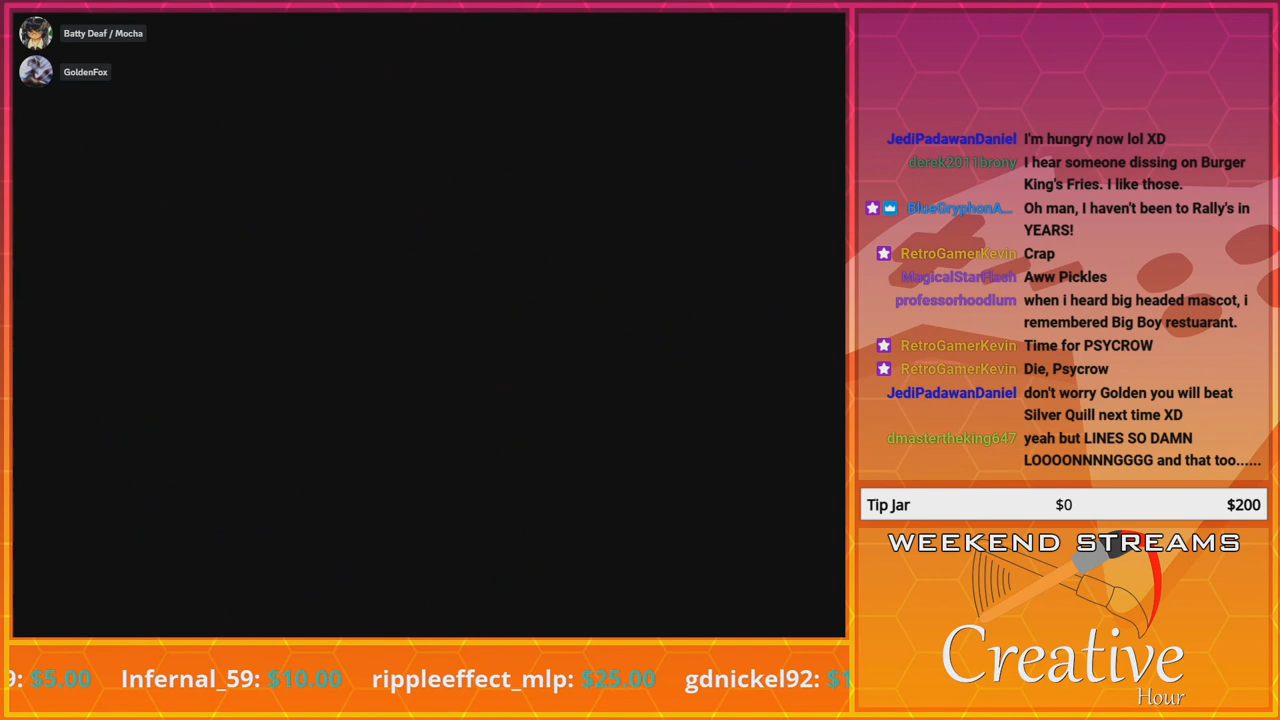 Batty Deaf / Mocha
GoldenFox
JediPadawanDaniel I'm hungry now lol XD
derek2011brony I hear someone dissing on Burger
King's Fries. I like those.
BlueGryphonA... Oh man, I haven't been to Rally's in
YEARS!
RetroGamerKevin Crap
MagicalStarFlash Aww Pickles
professorhoodlum when i heard big headed mascot, i
remembered Big Boy restuarant.
RetroGamerKevin Time for PSYCROW
RetroGamerKevin Die, Psycrow
JediPadawanDaniel don't worry Golden you will beat
Silver Quill next time XD
dmastertheking647 yeah but LINES SO DAMN
LOOOONNNNGGGG and that too......
Tip Jar $0 $200
WEEKEND STREAMS
Creative
Hour
9: $5.00 Infernal_59: $10.00 rippleeffect_mlp: $25.00 gdnickel92: $1